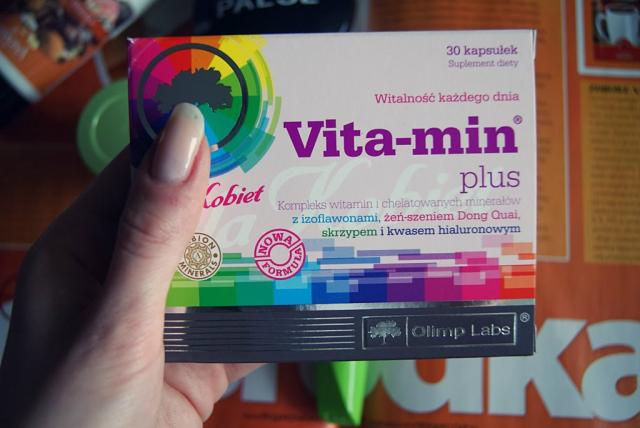 30 kapsułek
Suplement diety
Witalność każdego dnia
Vita-min®
plus
Kobiet
Kompleks witamin i chelatowanych minerałów
z izoflawonami, żeń-szeniem Dong Quai,
skrzypem i kwasem hialuronowym
MINERALS
NOWA
FORMUŁA
Olimp Labs®